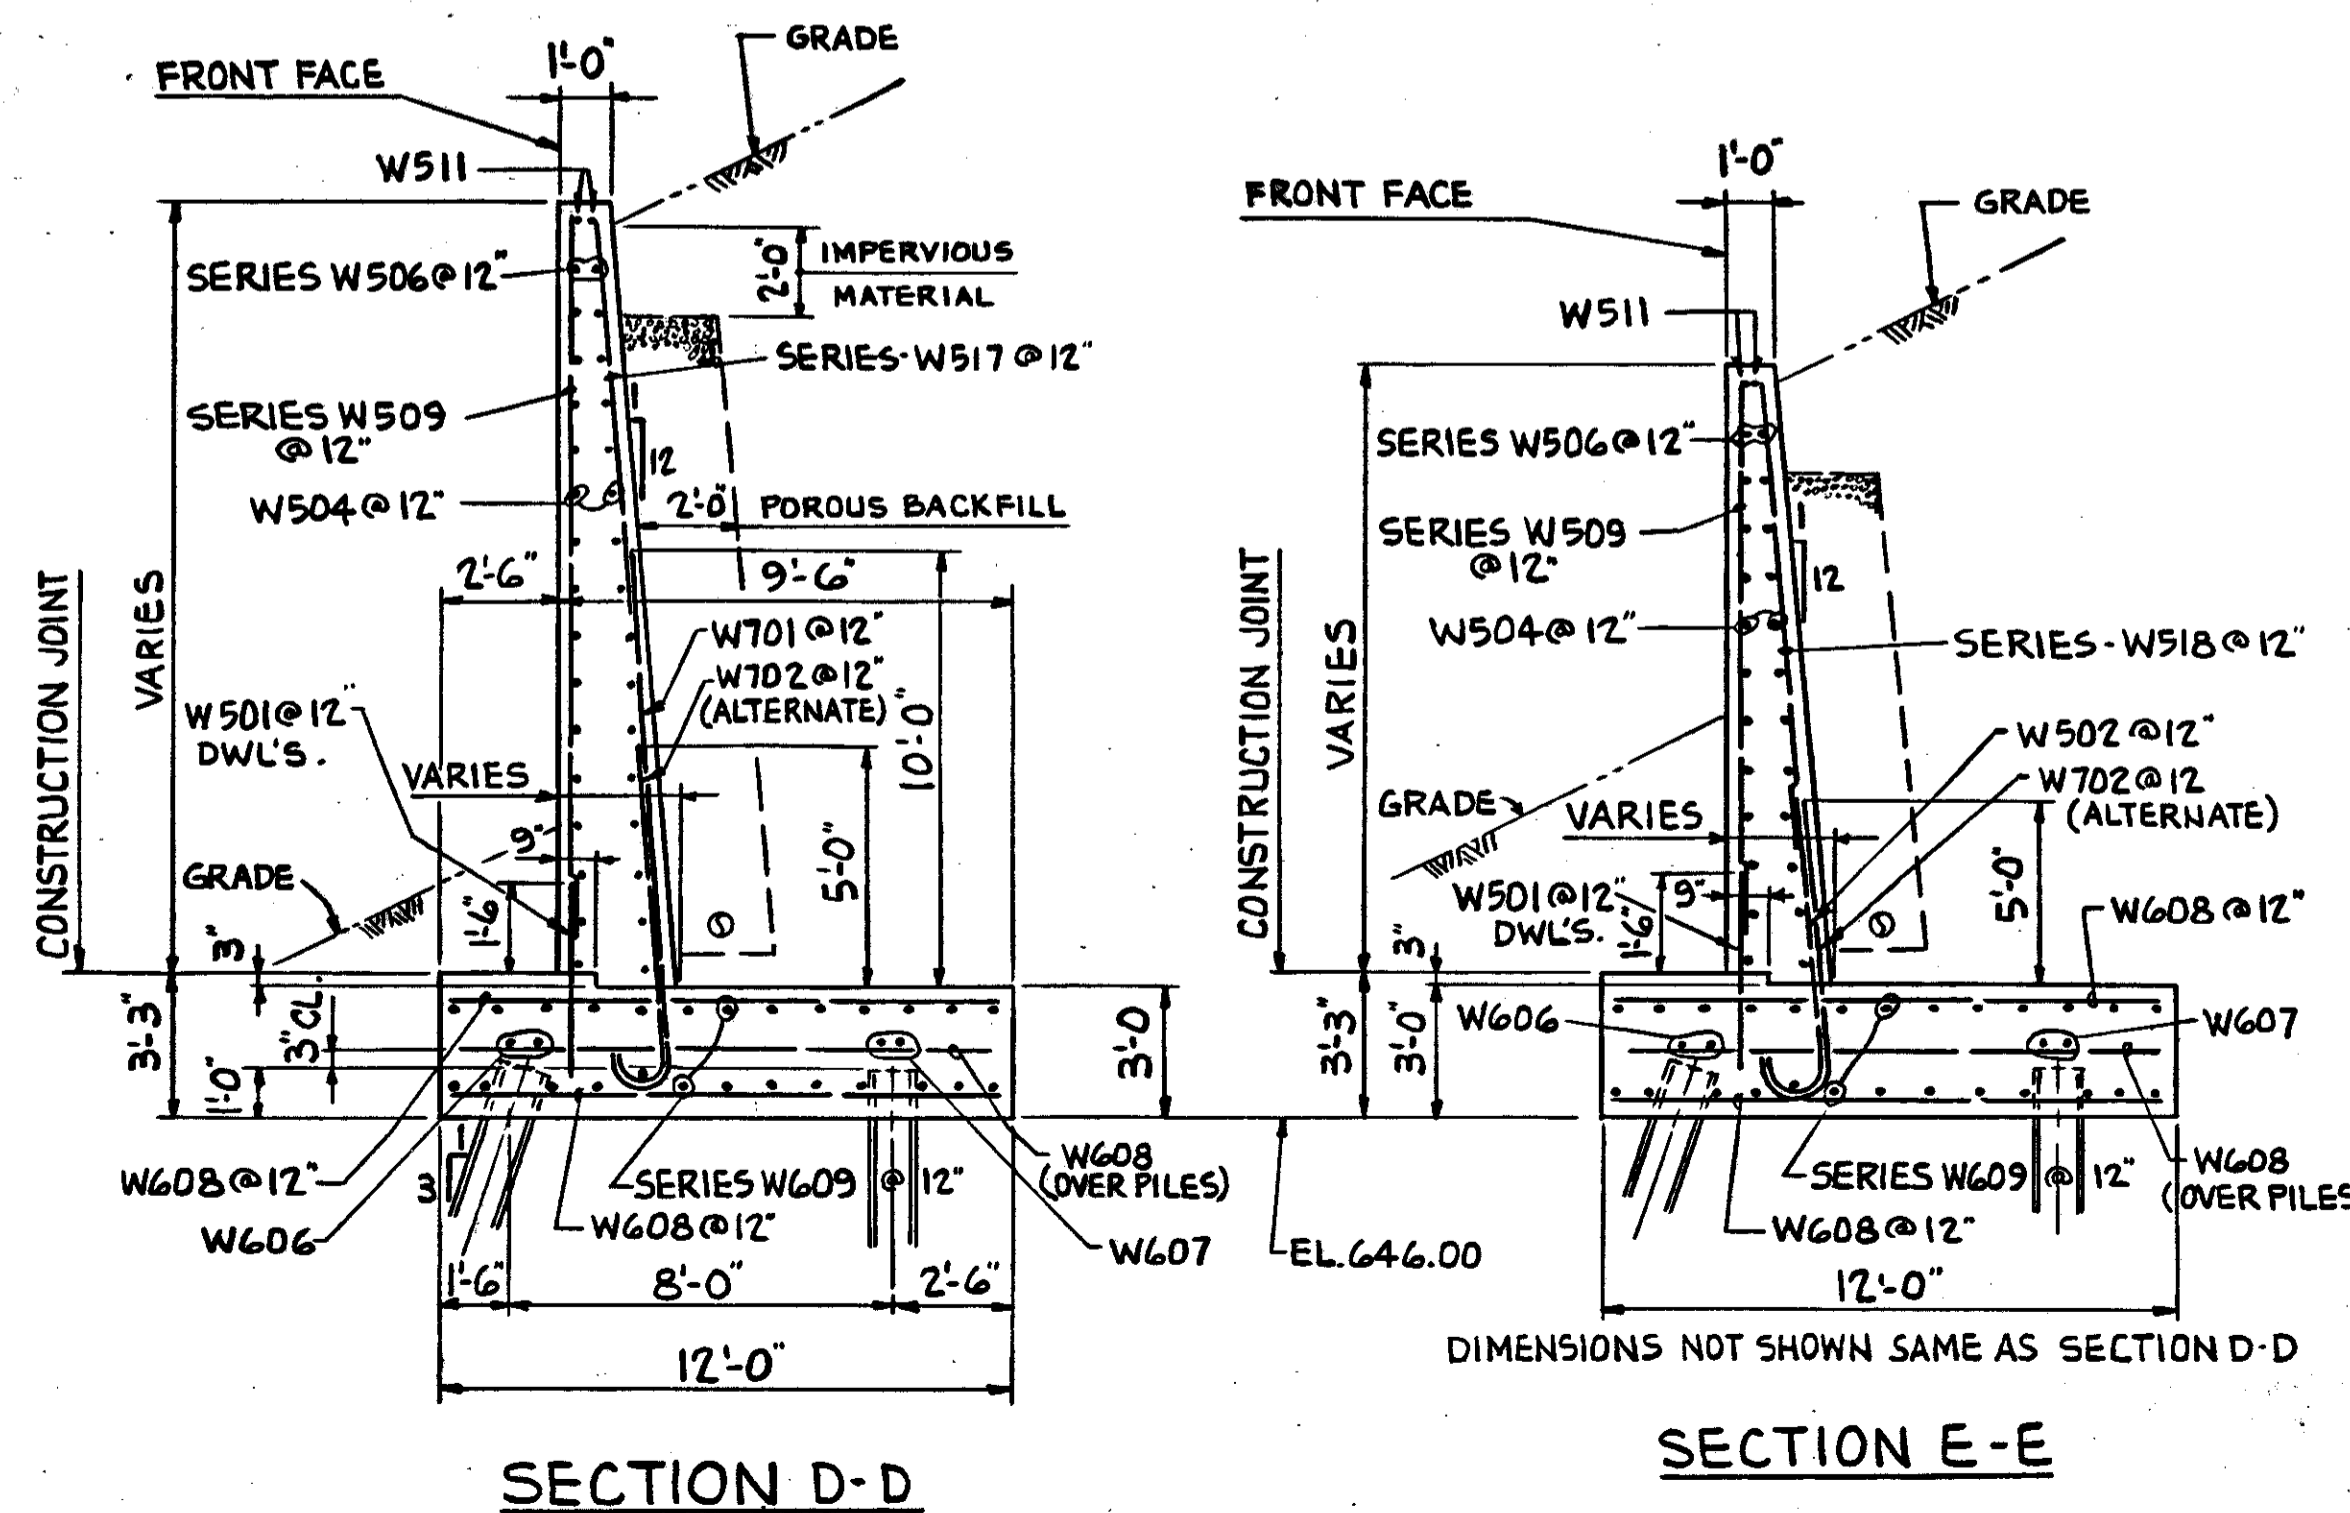 FRONT FACE
1'-0"
GRADE
W511
SERIES W506@12"
2'-0"
IMPERVIOUS
MATERIAL
SERIES-W517@12"
SERIES W509
@12"
12
W504@12"
2'-0" POROUS BACKFILL
2'-6"
9'-6"
CONSTRUCTION JOINT
VARIES
W701@12"
W702@12"
(ALTERNATE)
10'-0"
W501@12"
DWL'S.
VARIES
9"
5'-0"
GRADE
1'-6"
3"
3'-3"
3" CL.
1'-0"
3'-0
1
3
W608@12"
W606
SERIES W609 @ 12"
W608@12"
W608
(OVER PILES)
W607
EL.646.00
1'-6"
8'-0"
2'-6"
12'-0"
SECTION D-D
FRONT FACE
1'-0"
GRADE
W511
SERIES W506@12"
SERIES W509
@12"
12
W504@12"
SERIES-W518@12"
CONSTRUCTION JOINT
VARIES
W502@12"
W702@12
(ALTERNATE)
GRADE
VARIES
5'-0"
W501@12"
DWL'S.
1'-6"
9"
W608@12"
3"
3'-3"
3'-0"
W606
W607
SERIES W609 @ 12"
W608
(OVER PILES
W608@12"
12'-0"
DIMENSIONS NOT SHOWN SAME AS SECTION D-D
SECTION E-E